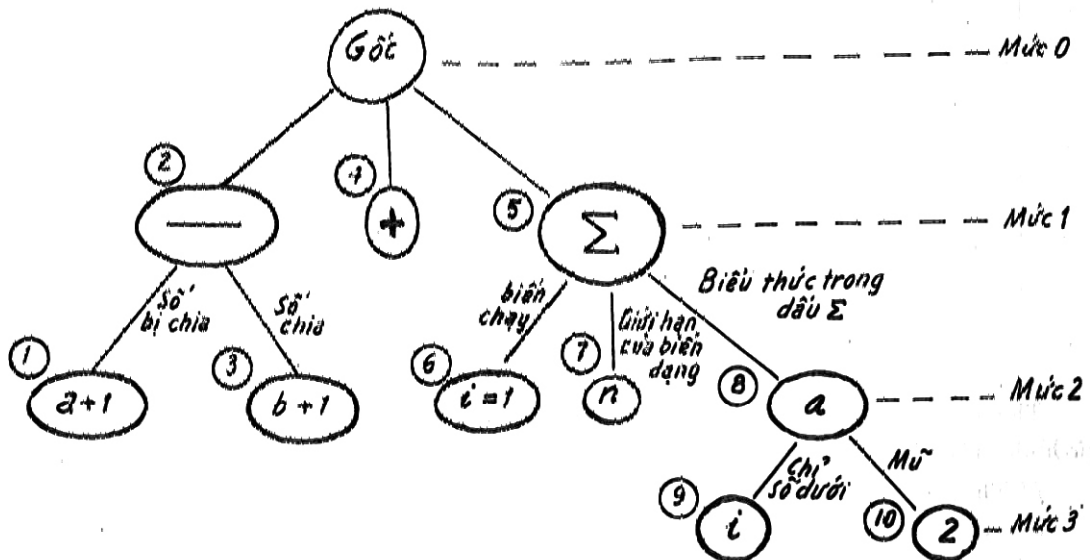 Gốc
Mức 0
2
4
5
—
+
Σ
Mức 1
Số bị chia
Số chia
biến chạy
Giới hạn của biến dạng
Biểu thức trong dấu Σ
1
3
6
7
8
a+1
b+1
i=1
n
a
Mức 2
Chỉ số dưới
Mũ
9
10
i
2
Mức 3